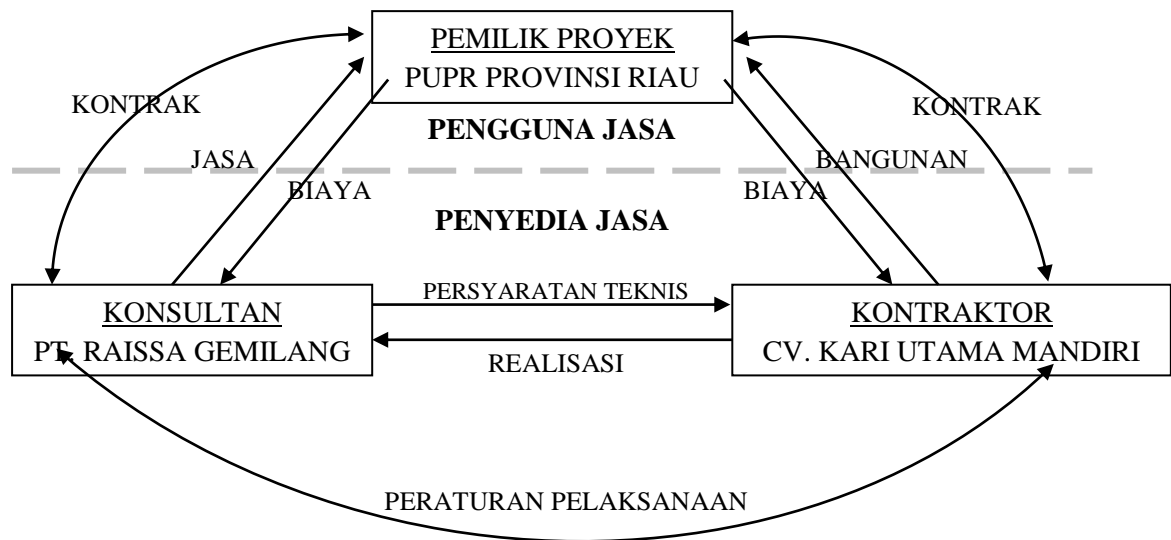 PEMILIK PROYEK
PUPR PROVINSI RIAU
KONTRAK
KONTRAK
PENGGUNA JASA
JASA
BANGUNAN
BIAYA
BIAYA
PENYEDIA JASA
PERSYARATAN TEKNIS
KONSULTAN
PT. RAISSA GEMILANG
KONTRAKTOR
CV. KARI UTAMA MANDIRI
REALISASI
PERATURAN PELAKSANAAN